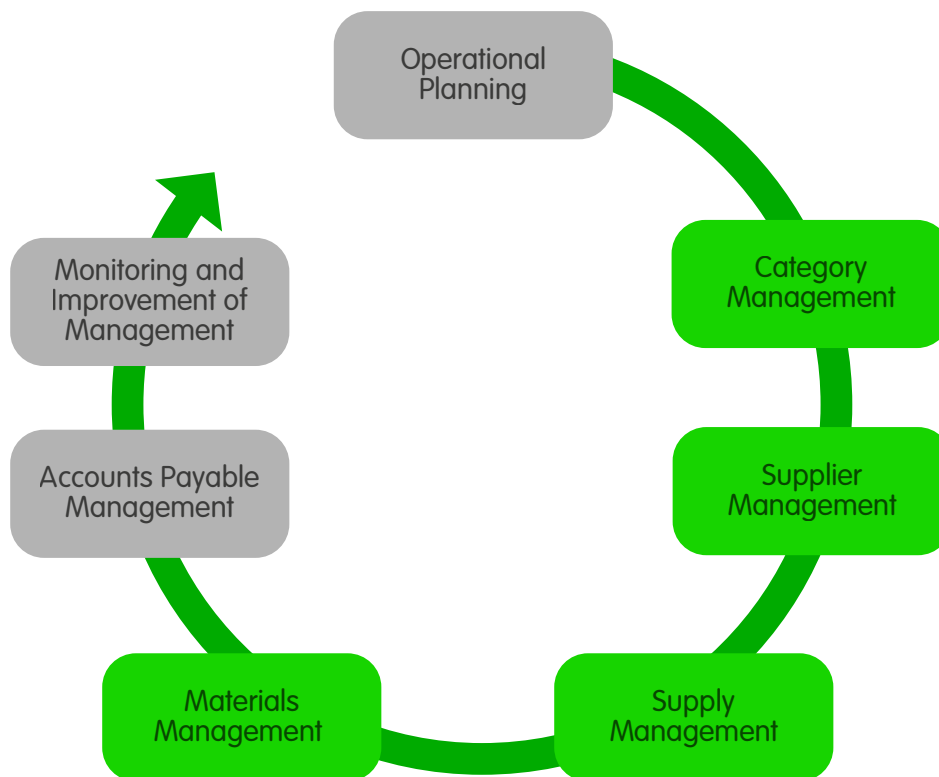 Operational
Planning
Category
Management
Supplier
Management
Supply
Management
Materials
Management
Accounts Payable
Management
Monitoring and
Improvement of
Management